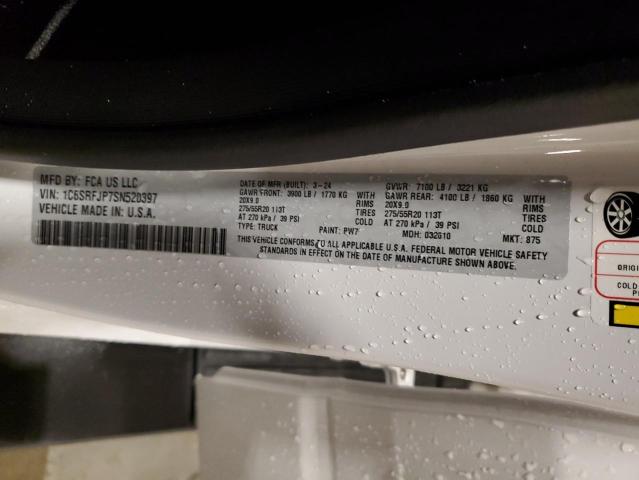 MFD BY: FCA US LLC
VIN: 1C6SRFJP7SN520397
VEHICLE MADE IN U.S.A.
DATE OF MFR (BUILT): 3-24
GAWR FRONT: 3900 LB / 1770 KG
20X9.0
WITH
RIMS
275/55R20 113T
TIRES
AT 270 kPa / 39 PSI
COLD
TYPE: TRUCK
PAINT: PW7
GVWR: 7100 LB / 3221 KG
GAWR REAR: 4100 LB / 1860 KG
20X9.0
WITH
RIMS
275/55R20 113T
TIRES
AT 270 kPa / 39 PSI
COLD
MDH: 032610
MKT: 875
THIS VEHICLE CONFORMS TO ALL APPLICABLE U.S.A. FEDERAL MOTOR VEHICLE SAFETY
STANDARDS IN EFFECT ON THE DATE OF MANUFACTURE SHOWN ABOVE.
ORIGI
COLD
P